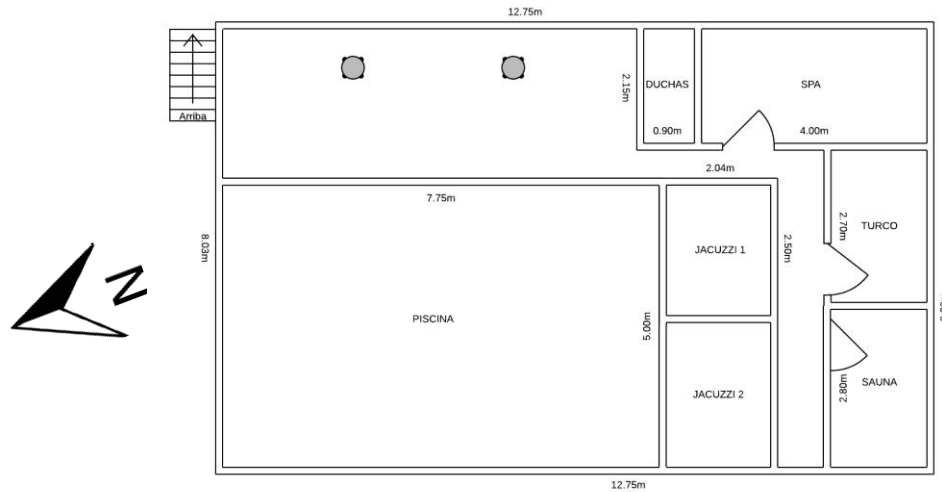 12.75m
Arriba
2.15m
DUCHAS
SPA
0.90m
4.00m
2.04m
7.75m
8.03m
N
JACUZZI 1
2.50m
2.70m
TURCO
PISCINA
5.00m
JACUZZI 2
2.80m
SAUNA
12.75m